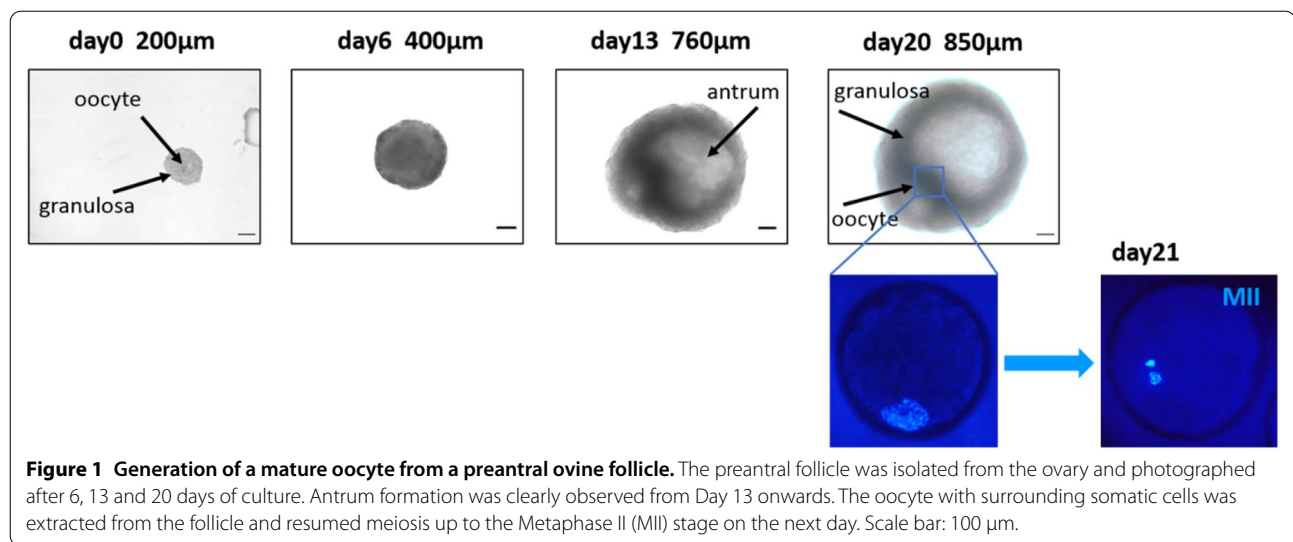 day0 200µm
day6 400µm
day13 760µm
day20 850µm
oocyte
granulosa
antrum
granulosa
oocyte
day21
MII
Figure 1 Generation of a mature oocyte from a preantral ovine follicle. The preantral follicle was isolated from the ovary and photographed
after 6, 13 and 20 days of culture. Antrum formation was clearly observed from Day 13 onwards. The oocyte with surrounding somatic cells was
extracted from the follicle and resumed meiosis up to the Metaphase II (MII) stage on the next day. Scale bar: 100 µm.